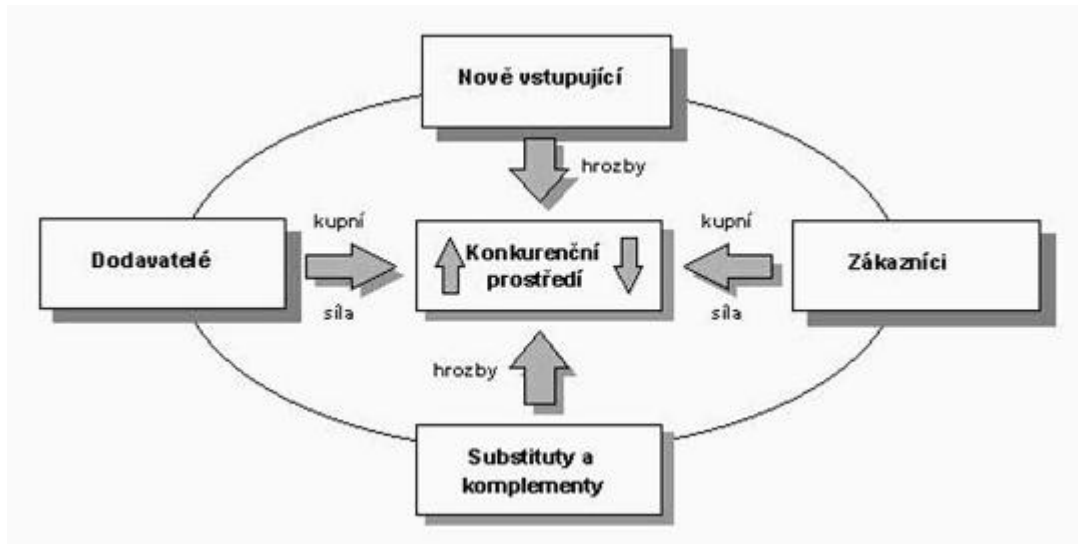 Nově vstupující
hrozby
kupní
Dodavatelé
síla
Konkurenční
prostředí
kupní
Zákazníci
síla
hrozby
Substituty a
komplementy